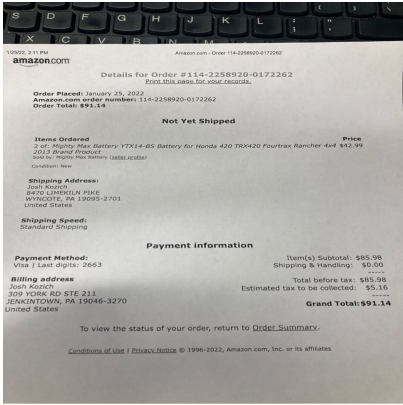 S D F G H J K L
X C V B N M
1/25/22, 2:11 PM
Amazon.com - Order 114-2258920-0172262
amazon.com
Details for Order #114-2258920-0172262
Print this page for your records.
Order Placed: January 25, 2022
Amazon.com order number: 114-2258920-0172262
Order Total: $91.14
Not Yet Shipped
Items Ordered Price
2 of: Mighty Max Battery YTX14-BS Battery for Honda 420 TRX420 Fourtrax Rancher 4x4 $42.99
2013 Brand Product
Sold by: Mighty Max Battery (seller profile)
Condition: New
Shipping Address:
Josh Kozich
8470 LIMEKILN PIKE
WYNCOTE, PA 19095-2701
United States
Shipping Speed:
Standard Shipping
Payment information
Payment Method:
Visa | Last digits: 2663
Billing address
Josh Kozich
309 YORK RD STE 211
JENKINTOWN, PA 19046-3270
United States
Item(s) Subtotal: $85.98
Shipping & Handling: $0.00
-----
Total before tax: $85.98
Estimated tax to be collected: $5.16
-----
Grand Total: $91.14
To view the status of your order, return to Order Summary.
Conditions of Use | Privacy Notice © 1996-2022, Amazon.com, Inc. or its affiliates